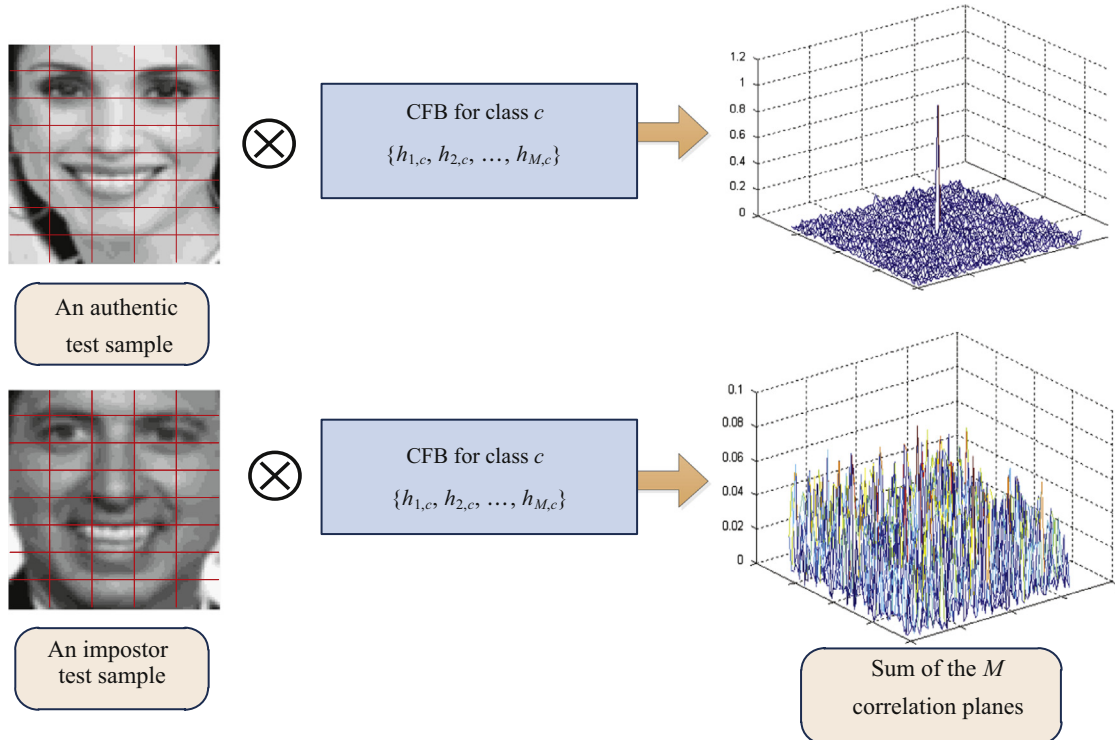 CFB for class c
{h1,c, h2,c, …, hM,c}
1.2
1
0.8
0.6
0.4
0.2
0
An authentic
test sample
CFB for class c
{h1,c, h2,c, …, hM,c}
0.1
0.08
0.06
0.04
0.02
0
An impostor
test sample
Sum of the M
correlation planes